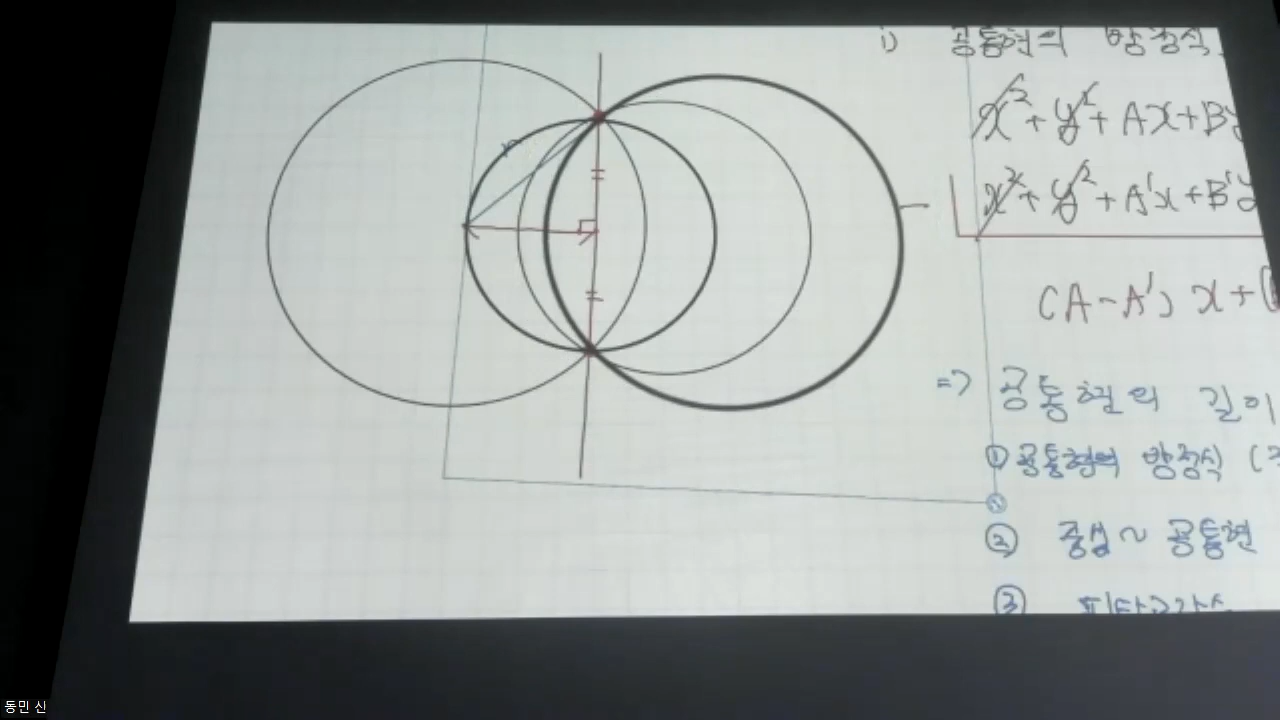 i) 공통현의 방정식
x² + y² + Ax + By
x² + y² + A'x + B'y
(A - A') x + (
r
=> 공통현의 길이
① 공통현의 방정식 (
② 중심 ~ 공통현
③ 피타고라스
동민 신